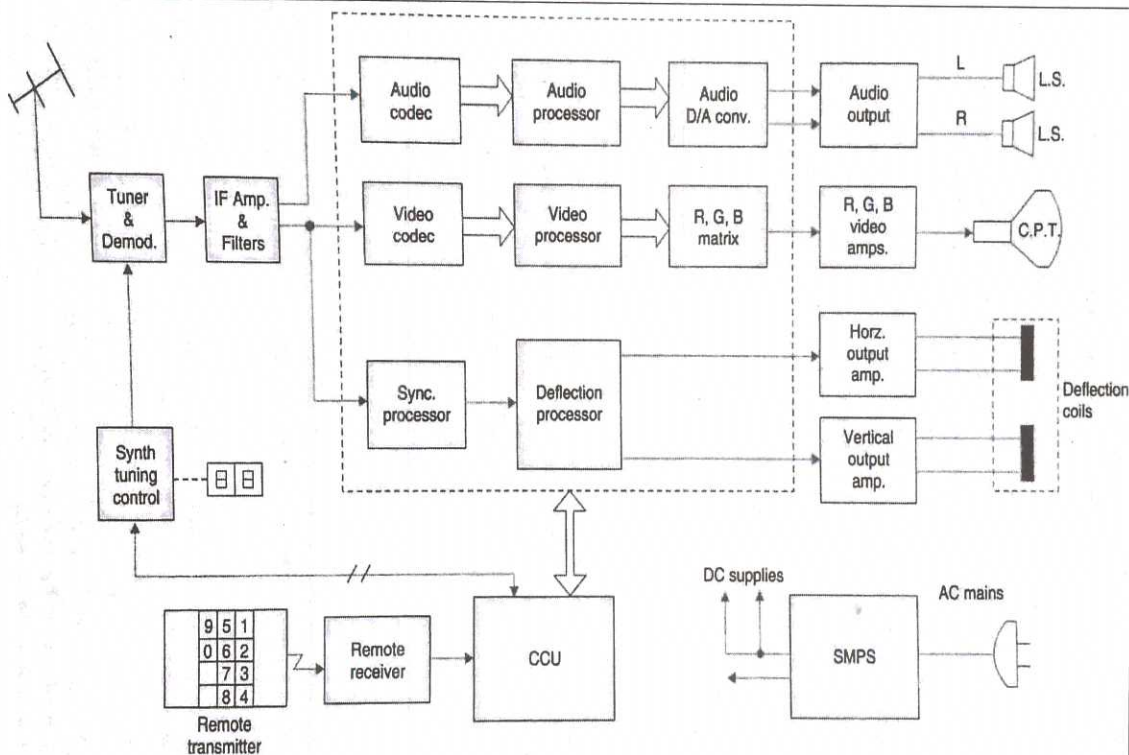 Audio
codec
Audio
processor
Audio
D/A conv.
Audio
output
L
L.S.
R
L.S.
Tuner
&
Demod.
IF Amp.
&
Filters
Video
codec
Video
processor
R, G, B
matrix
R, G, B
video
amps.
C.P.T.
Sync.
processor
Deflection
processor
Horz.
output
amp.
Vertical
output
amp.
Deflection
coils
Synth
tuning
control
8 8
9 5 1
0 6 2
7 3
8 4
Remote
transmitter
Remote
receiver
CCU
DC supplies
SMPS
AC mains